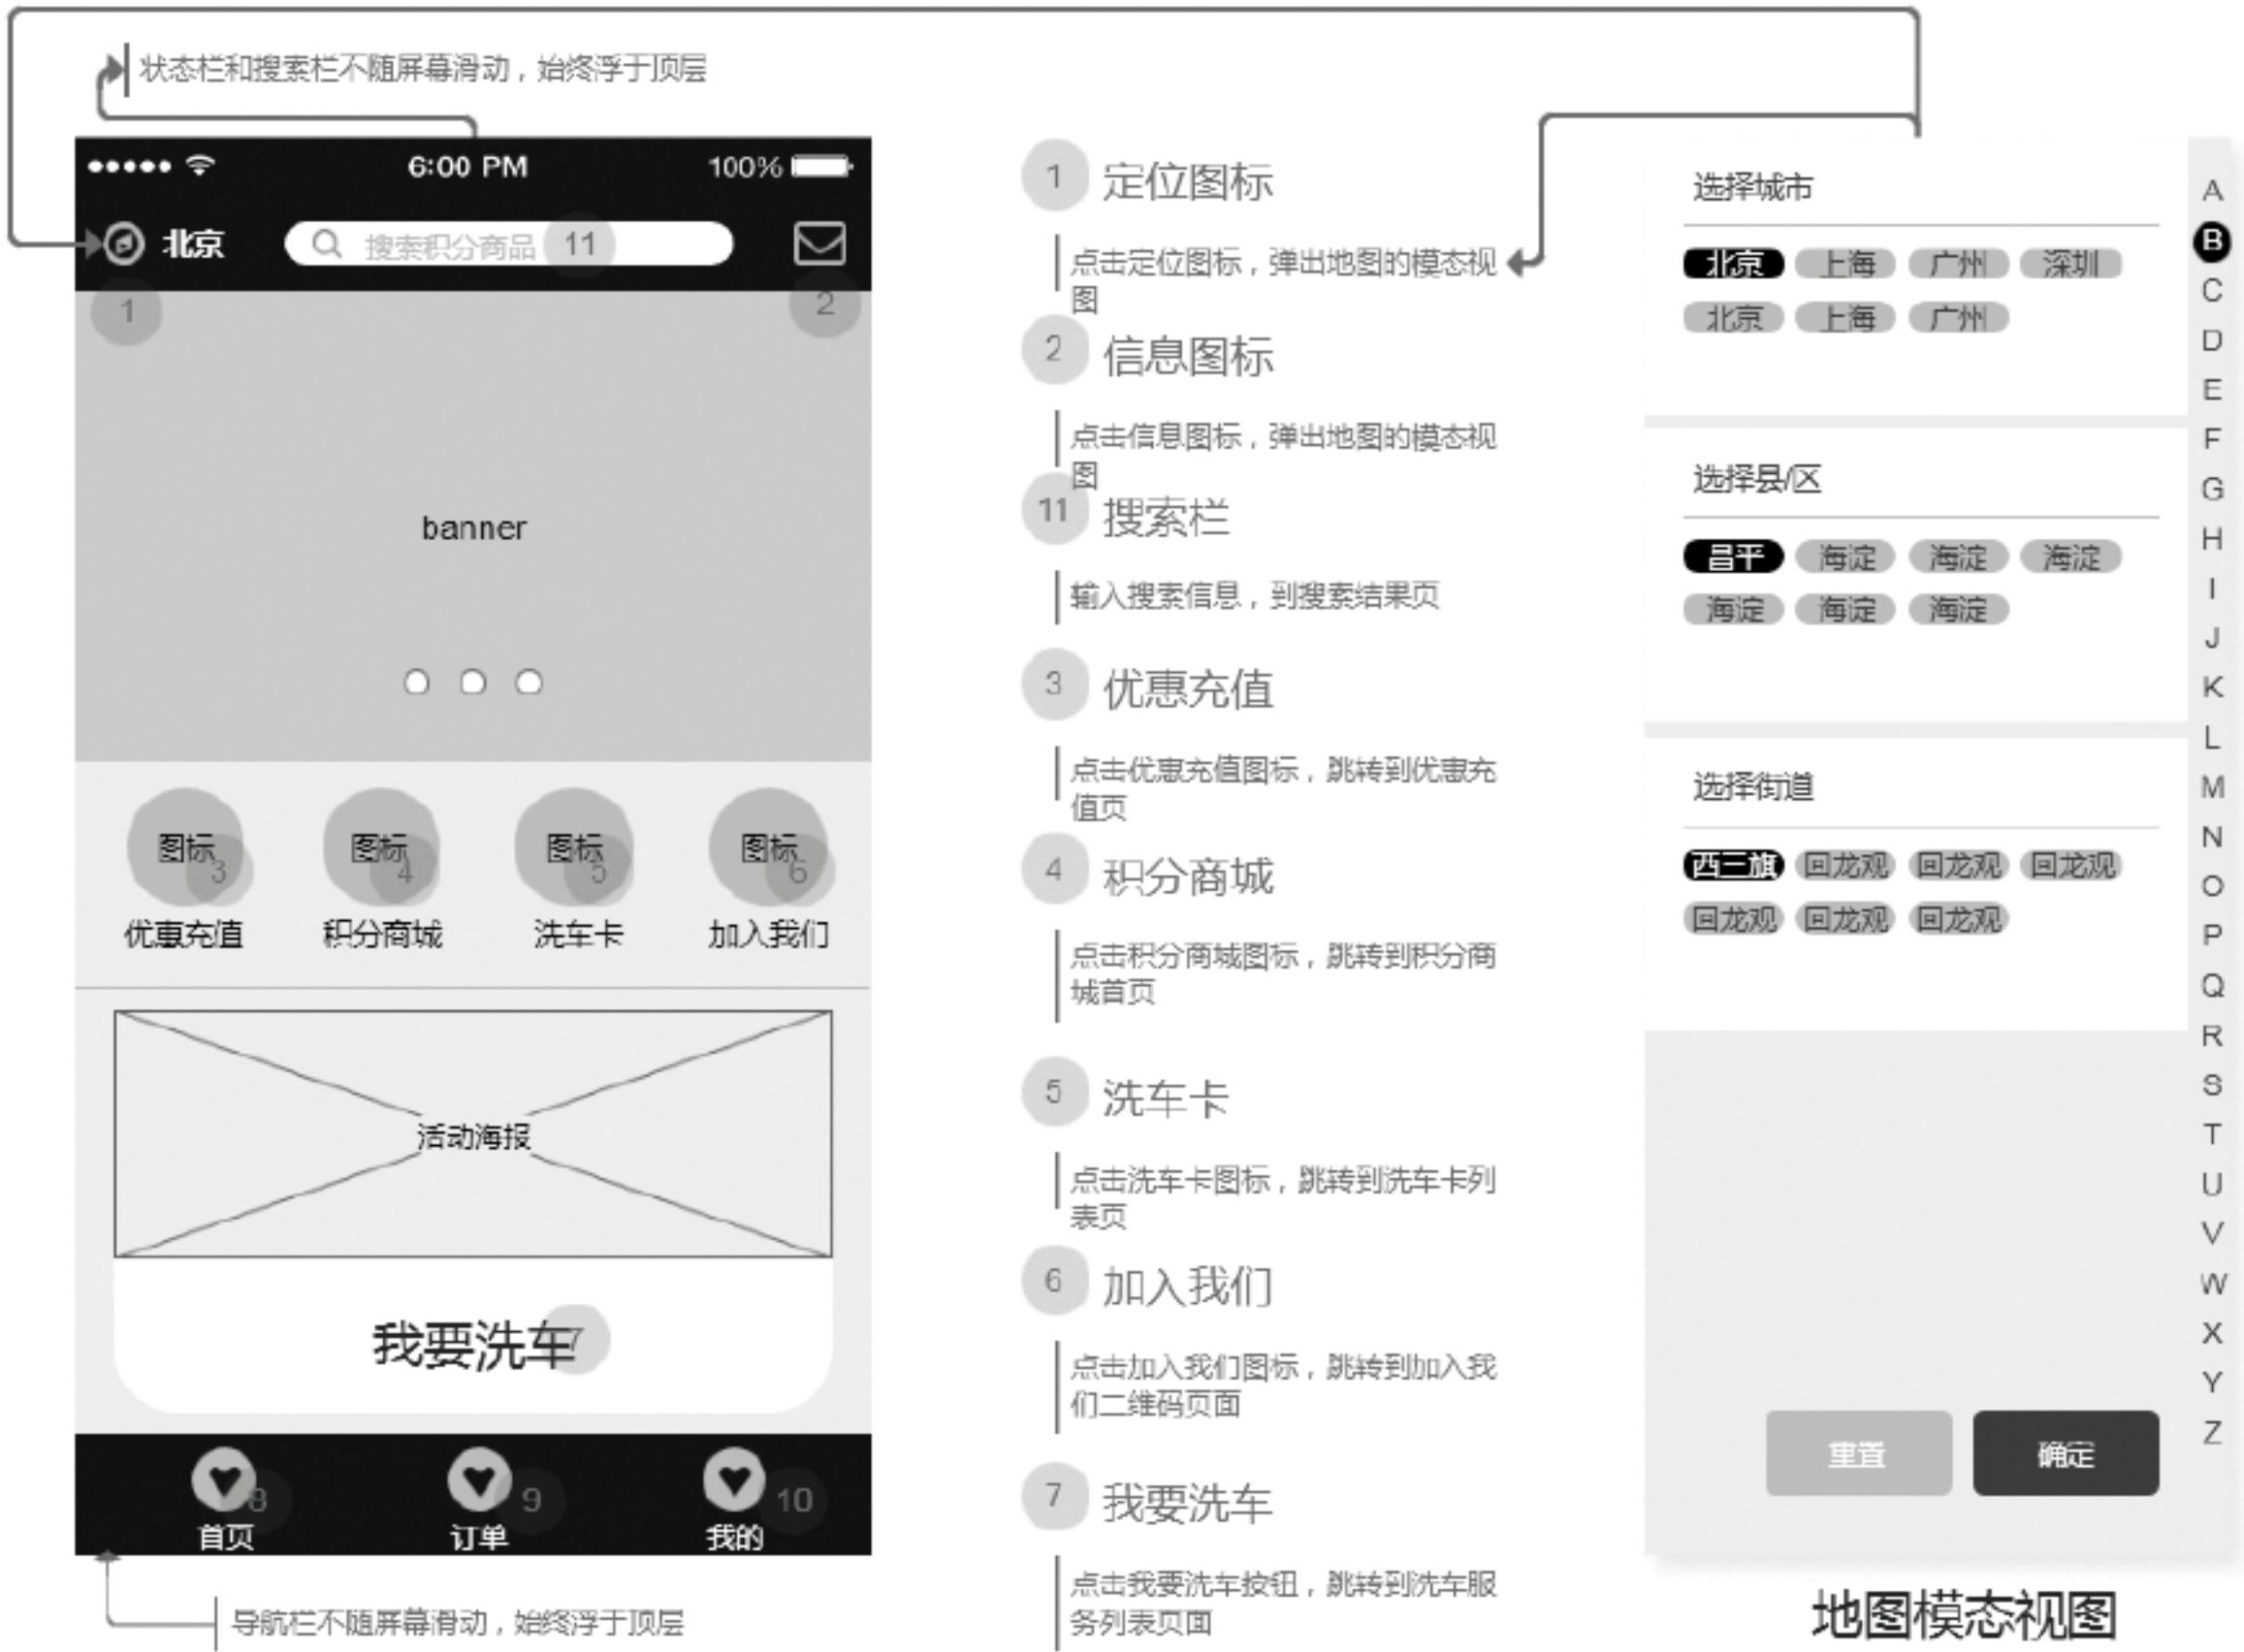 状态栏和搜索栏不随屏幕滑动，始终浮于顶层
6:00 PM
100%
北京
搜索积分商品
11
1
2
banner
图标
3
图标
4
图标
5
图标
6
优惠充值
积分商城
洗车卡
加入我们
活动海报
我要洗车
7
8
9
10
首页
订单
我的
导航栏不随屏幕滑动，始终浮于顶层
1
定位图标
点击定位图标，弹出地图的模态视
图
2
信息图标
点击信息图标，弹出地图的模态视
图
11
搜索栏
输入搜索信息，到搜索结果页
3
优惠充值
点击优惠充值图标，跳转到优惠充
值页
4
积分商城
点击积分商城图标，跳转到积分商
城首页
5
洗车卡
点击洗车卡图标，跳转到洗车卡列
表页
6
加入我们
点击加入我们图标，跳转到加入我
们二维码页面
7
我要洗车
点击我要洗车按钮，跳转到洗车服
务列表页面
选择城市
北京 上海 广州 深圳
北京 上海 广州
选择县/区
昌平 海淀 海淀 海淀
海淀 海淀 海淀
选择街道
西三旗 回龙观 回龙观 回龙观
回龙观 回龙观 回龙观
重置
确定
A
B
C
D
E
F
G
H
I
J
K
L
M
N
O
P
Q
R
S
T
U
V
W
X
Y
Z
地图模态视图